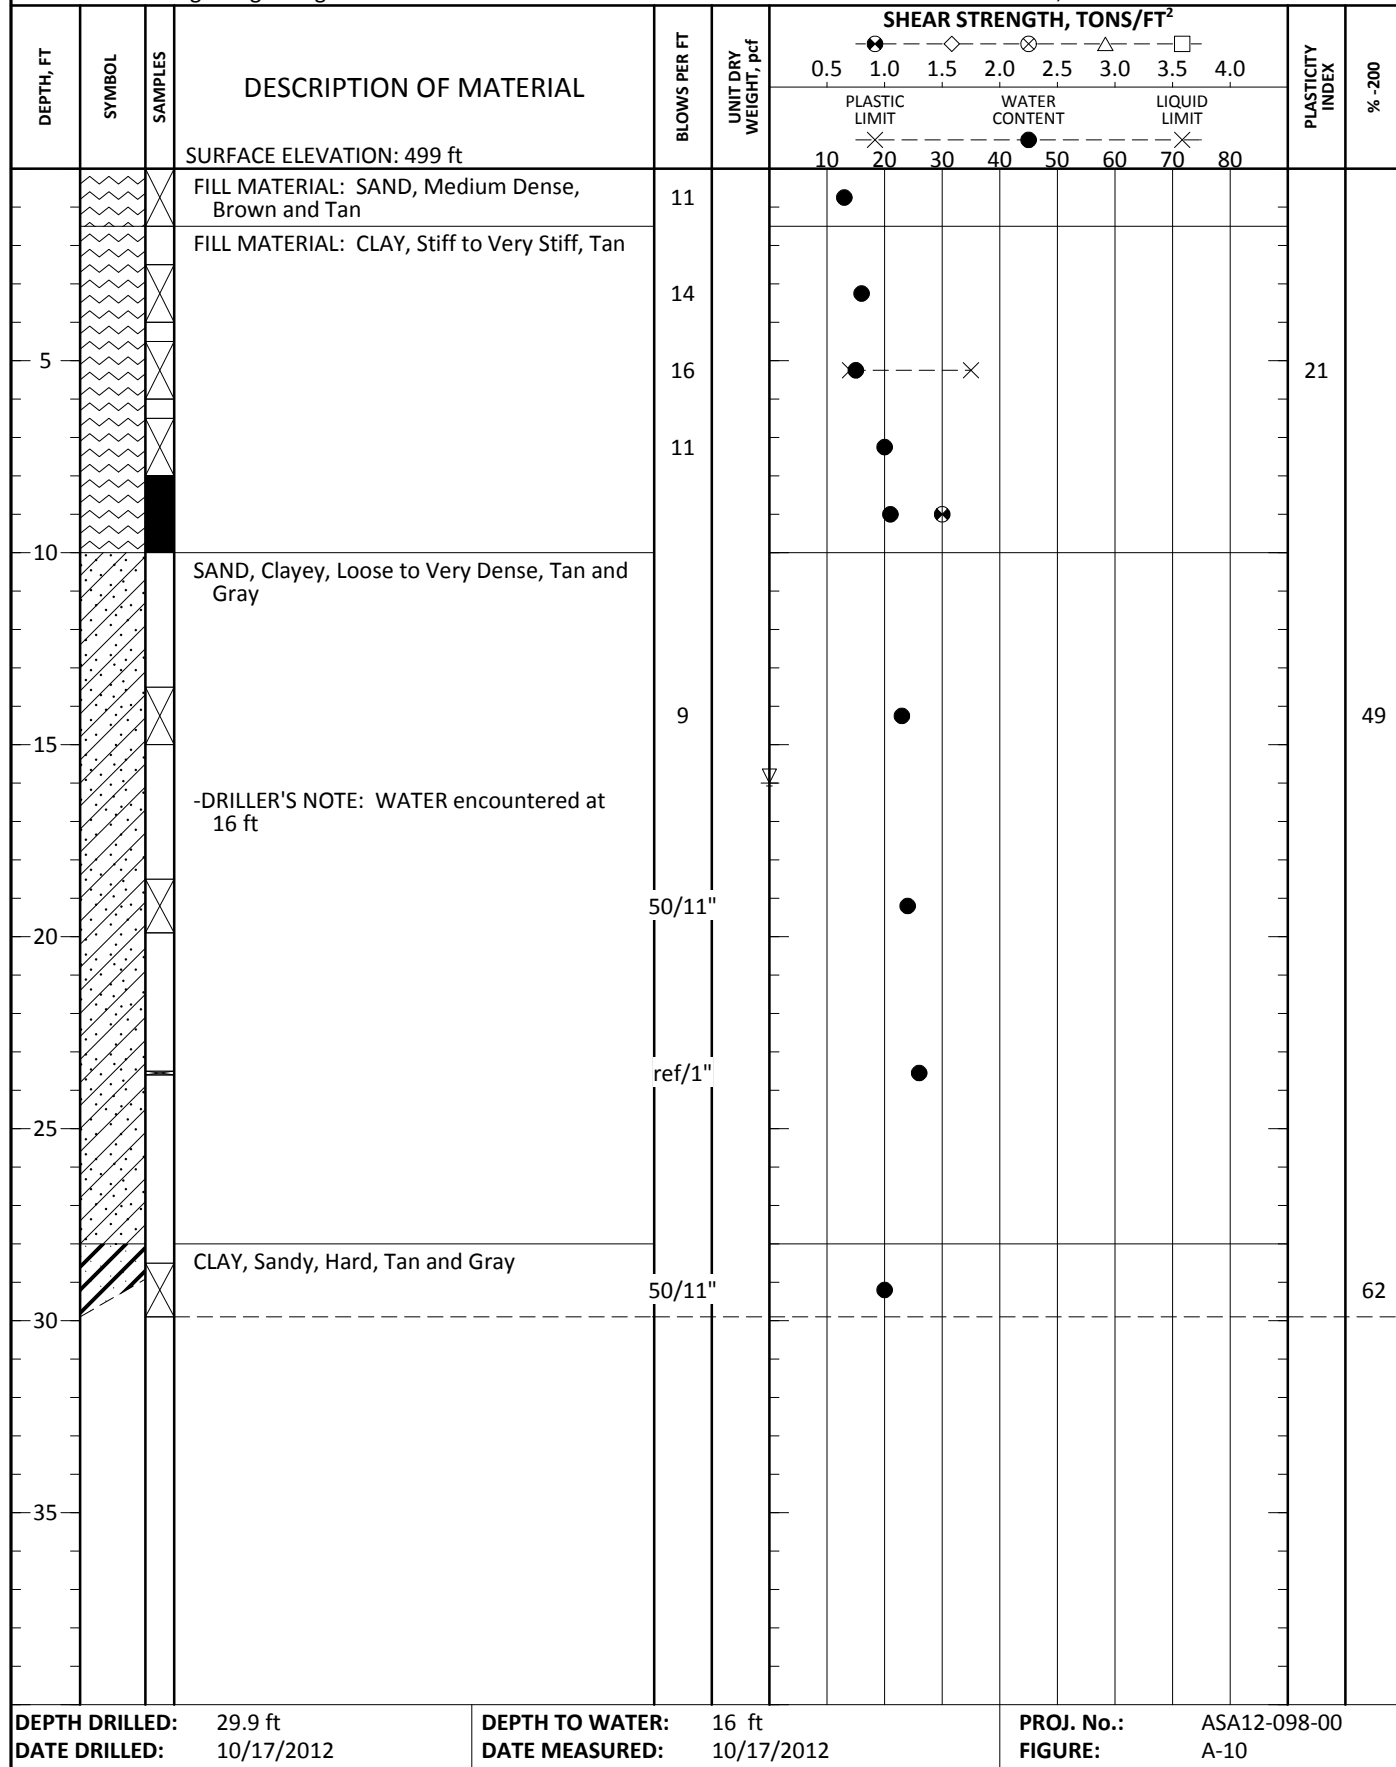 SHEAR STRENGTH, TONS/FT²
DEPTH, FT
SYMBOL
SAMPLES
DESCRIPTION OF MATERIAL
BLOWS PER FT
UNIT DRY
WEIGHT, pcf
0.5 1.0 1.5 2.0 2.5 3.0 3.5 4.0
PLASTICITY
INDEX
% -200
PLASTIC
LIMIT
WATER
CONTENT
LIQUID
LIMIT
SURFACE ELEVATION: 499 ft
10 20 30 40 50 60 70 80
FILL MATERIAL: SAND, Medium Dense,
Brown and Tan
11
FILL MATERIAL: CLAY, Stiff to Very Stiff, Tan
14
5
16
21
11
10
SAND, Clayey, Loose to Very Dense, Tan and
Gray
9
49
15
-DRILLER'S NOTE: WATER encountered at
16 ft
50/11"
20
ref/1"
25
CLAY, Sandy, Hard, Tan and Gray
50/11"
62
30
35
DEPTH DRILLED: 29.9 ft
DATE DRILLED: 10/17/2012
DEPTH TO WATER: 16 ft
DATE MEASURED: 10/17/2012
PROJ. No.: ASA12-098-00
FIGURE: A-10